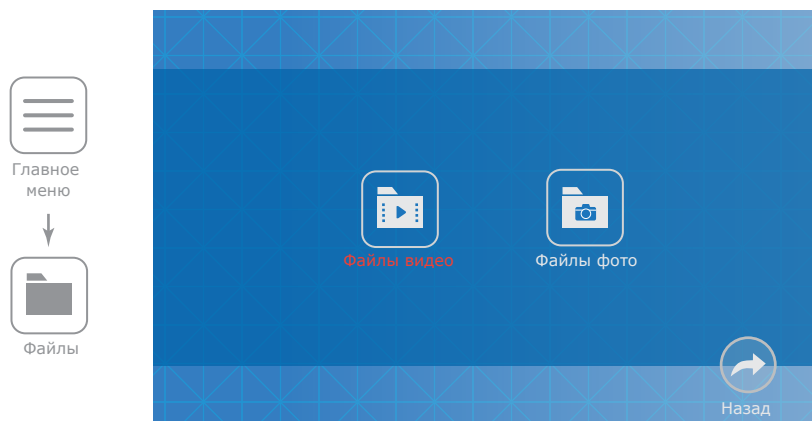 Главное
меню
Файлы
Файлы видео
Файлы фото
Назад